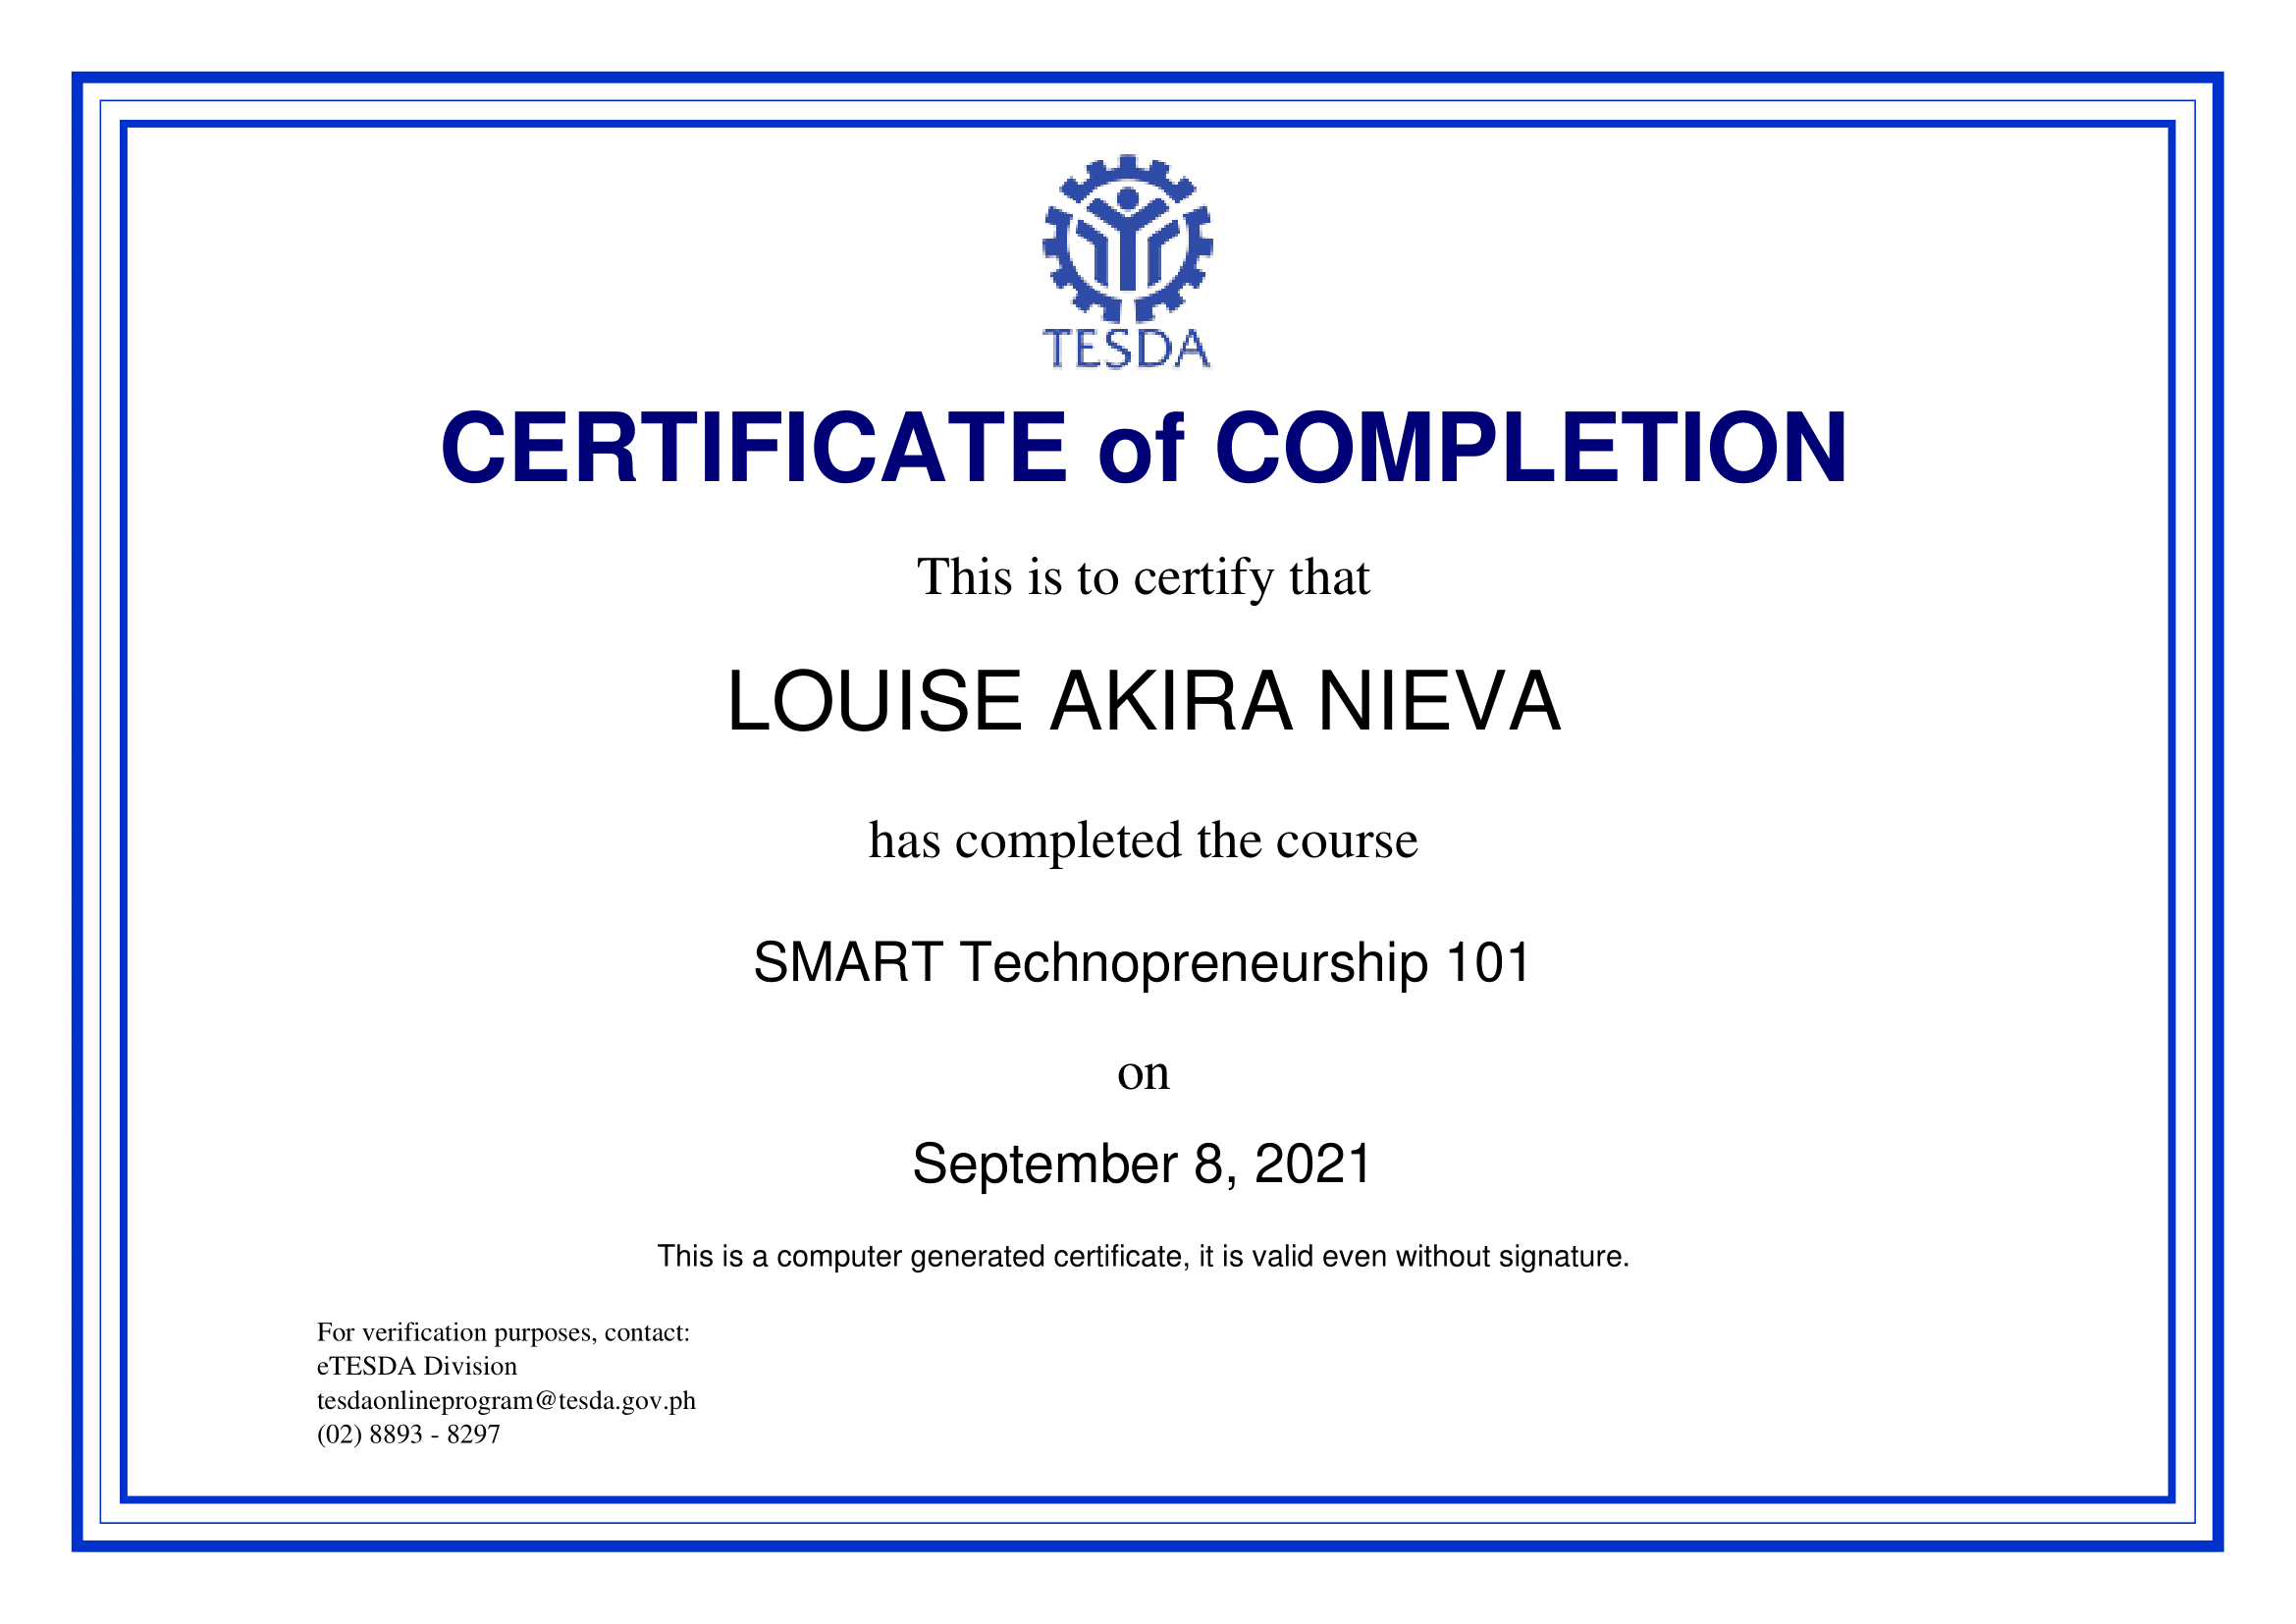 TESDA
CERTIFICATE of COMPLETION
This is to certify that
LOUISE AKIRA NIEVA
has completed the course
SMART Technopreneurship 101
on
September 8, 2021
This is a computer generated certificate, it is valid even without signature.
For verification purposes, contact:
eTESDA Division
tesdaonlineprogram@tesda.gov.ph
(02) 8893 - 8297